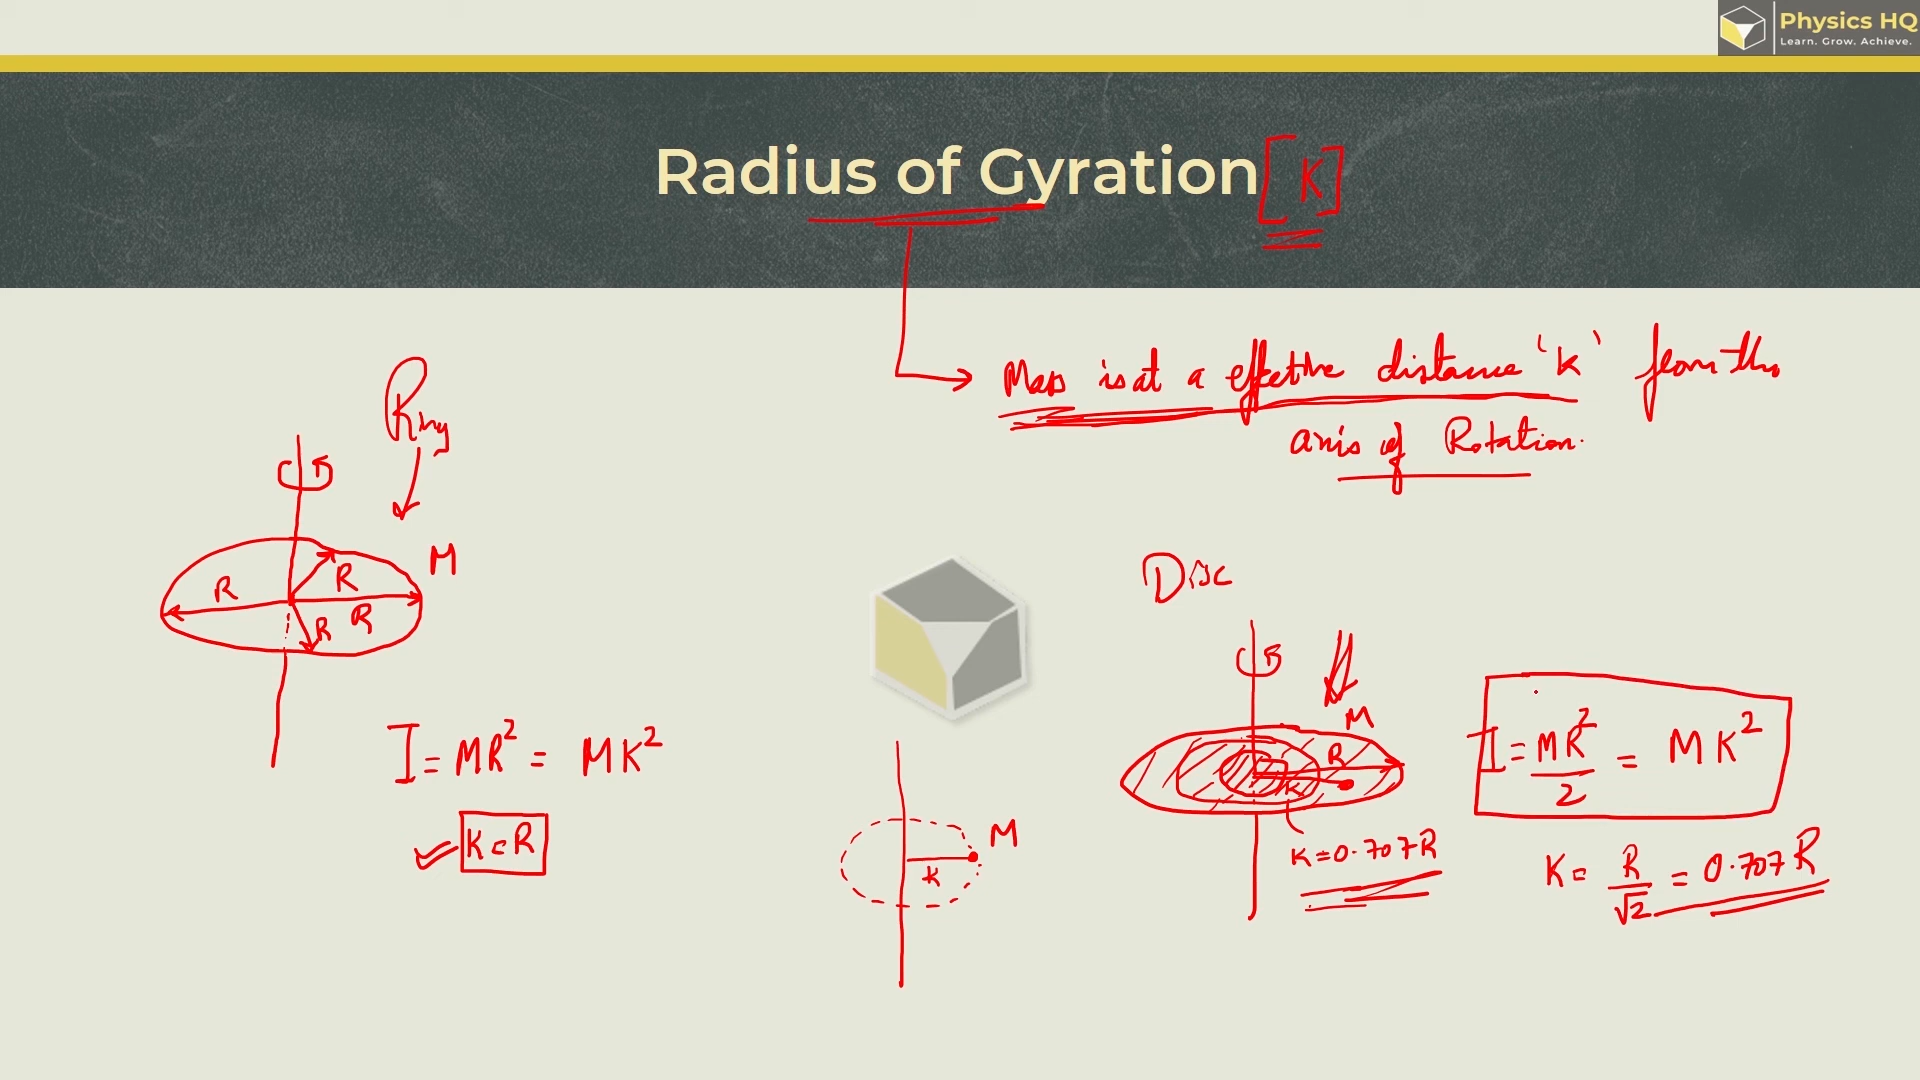 Physics HQ
Learn. Grow. Achieve.
Radius of Gyration [K]
Mass is at a effective distance 'k' from the
axis of Rotation.
Ring
M
R
R
R
R
I = MR² = MK²
K = R
M
k
Disc
M
R
K
K = 0.707R
I = MR²/2 = MK²
K = R/√2 = 0.707R